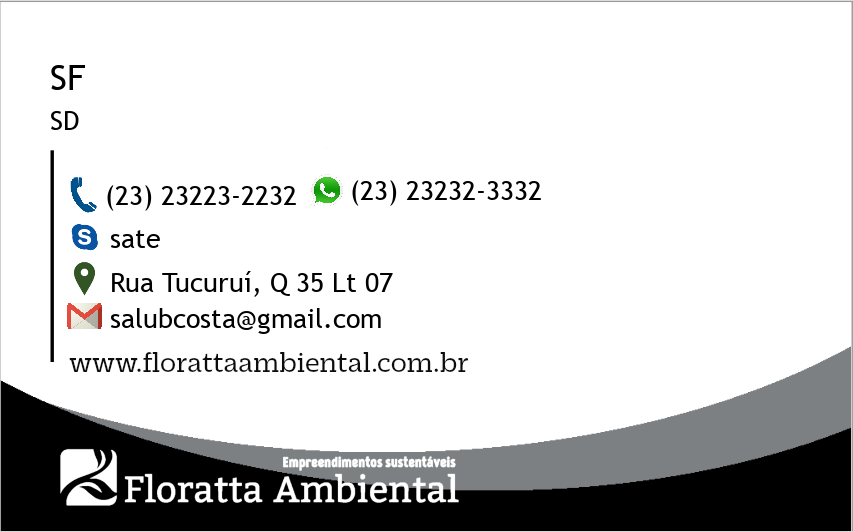 SF
SD
(23) 23223-2232 (23) 23232-3332
sate
Rua Tucuruí, Q 35 Lt 07
salubcosta@gmail.com
www.florattaambiental.com.br
Empreendimentos sustentáveis
Floratta Ambiental